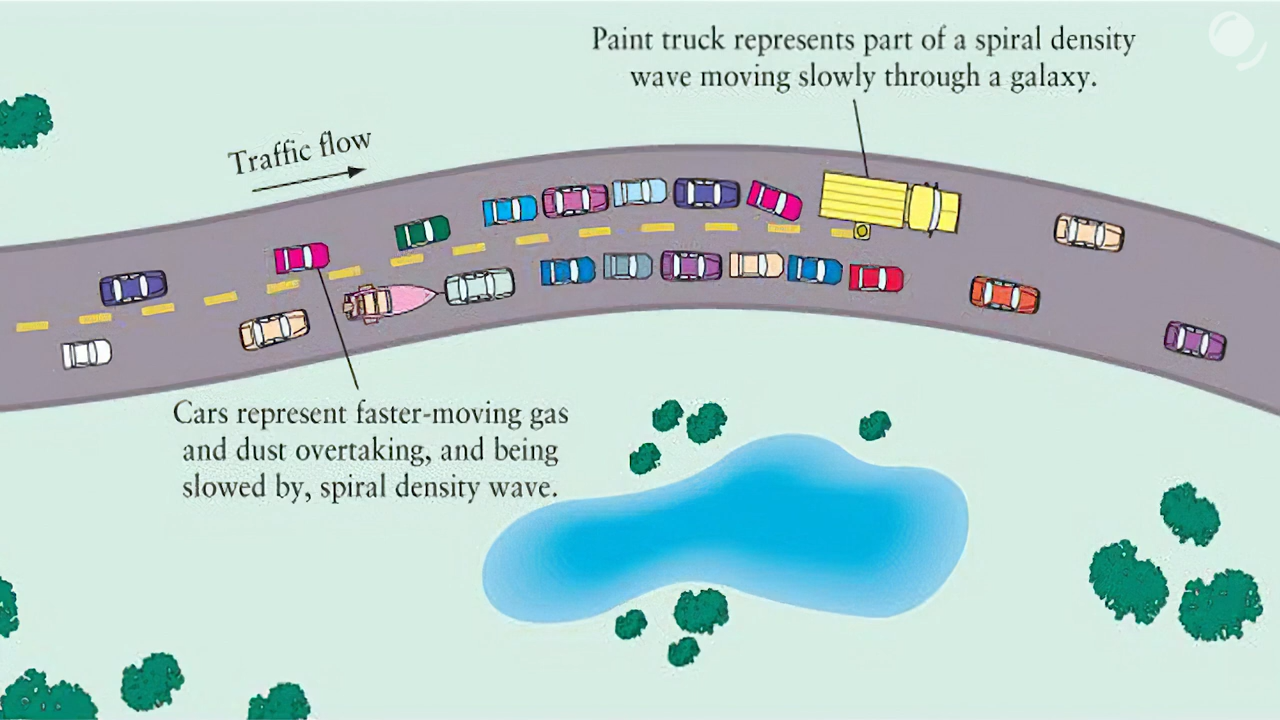 Paint truck represents part of a spiral density
wave moving slowly through a galaxy.
Traffic flow
Cars represent faster-moving gas
and dust overtaking, and being
slowed by, spiral density wave.